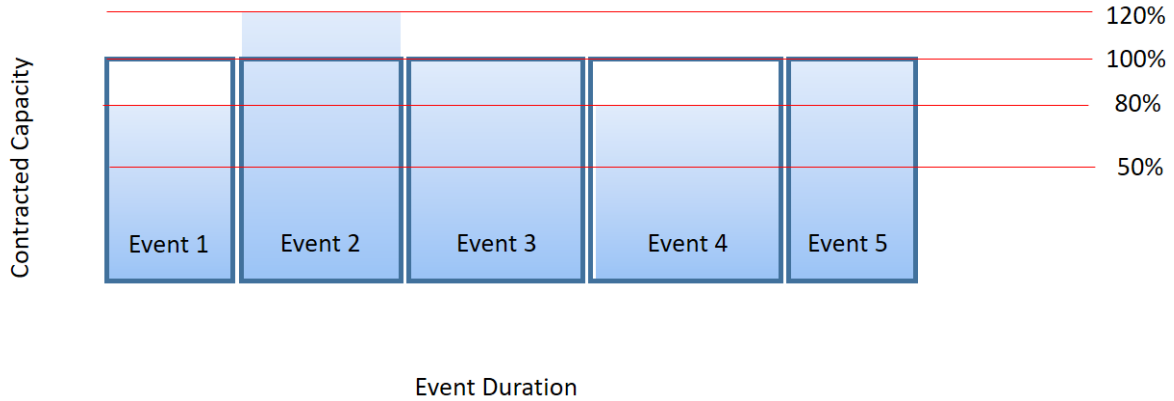 120%
100%
80%
50%
Contracted Capacity
Event 1
Event 2
Event 3
Event 4
Event 5
Event Duration